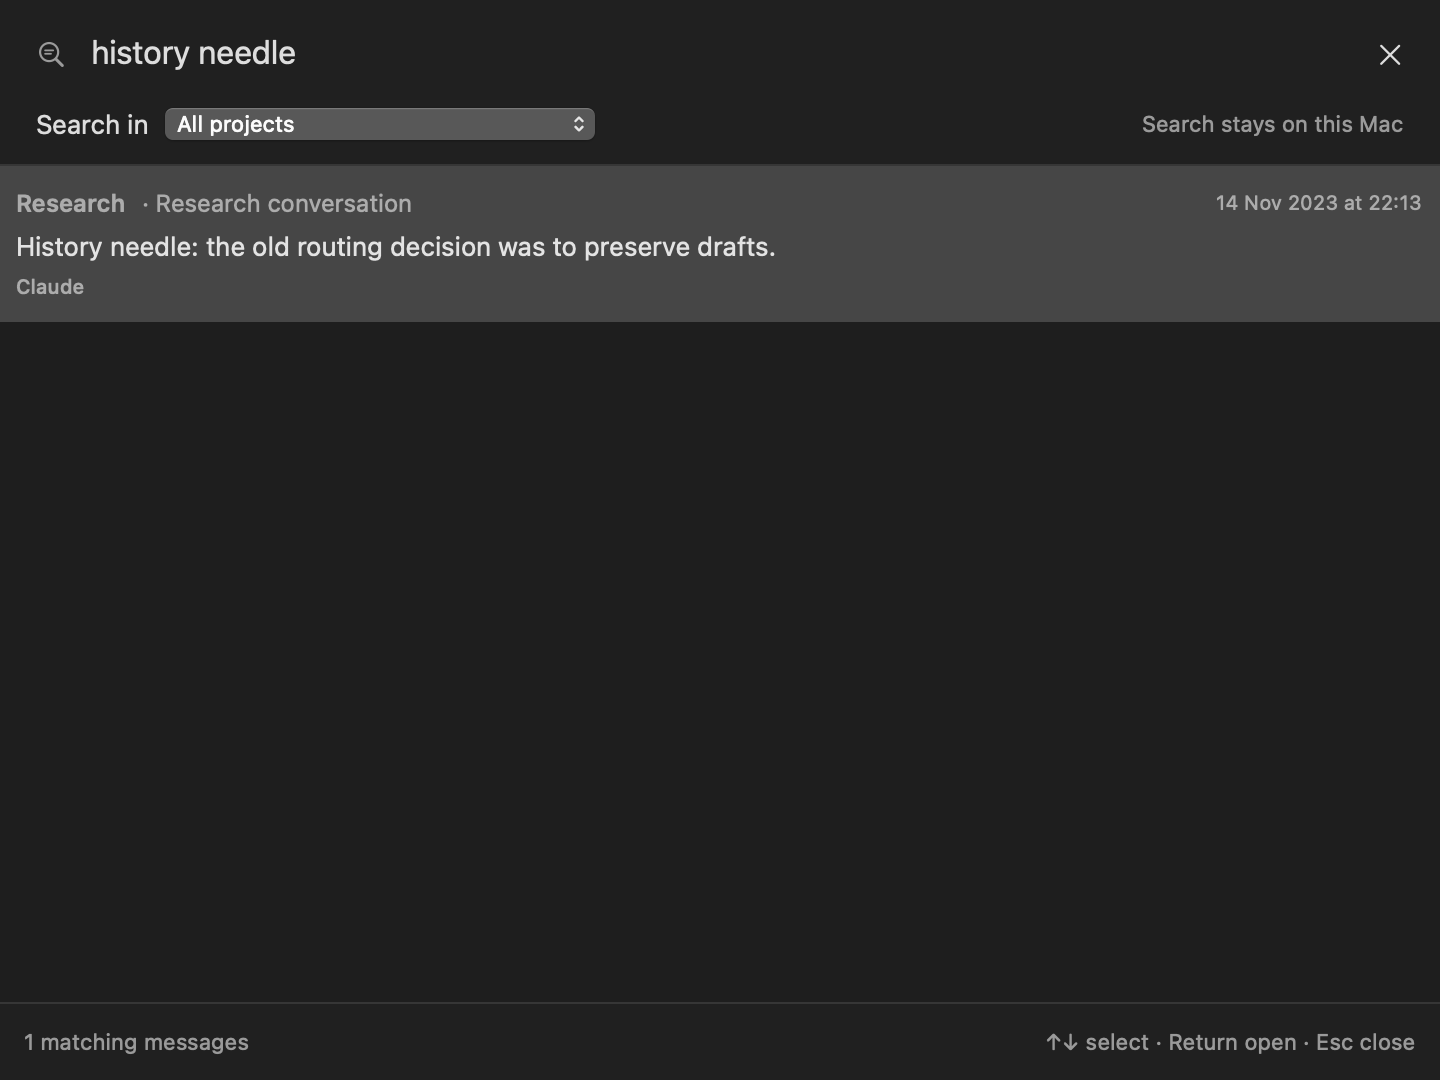 history needle
Search in All projects Search stays on this Mac
Research · Research conversation 14 Nov 2023 at 22:13
History needle: the old routing decision was to preserve drafts.
Claude
1 matching messages ↑↓ select · Return open · Esc close